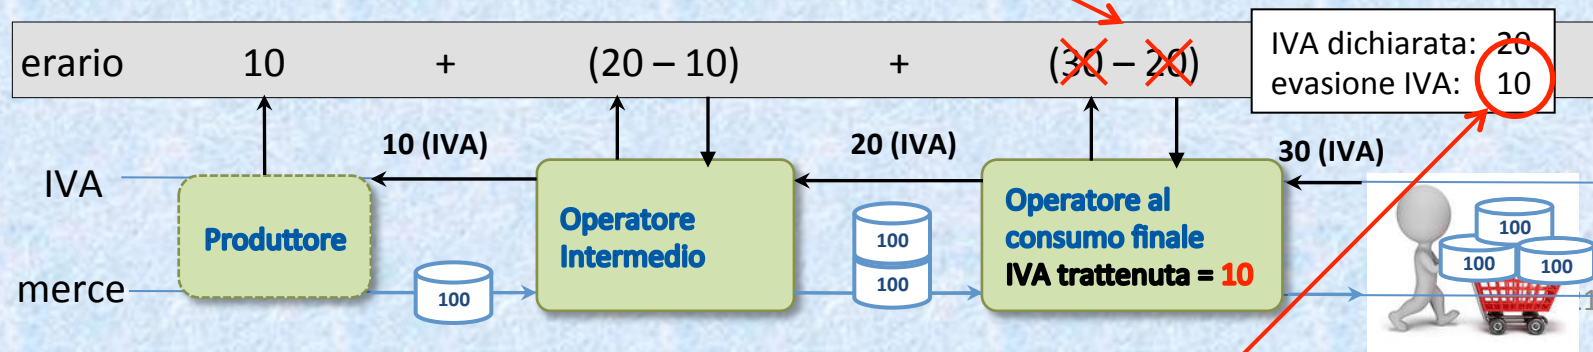 erario 10 + (20 – 10) + (30 – 20)
IVA dichiarata: 20
evasione IVA: 10
10 (IVA)
20 (IVA)
30 (IVA)
IVA
Produttore
Operatore
Intermedio
Operatore al
consumo finale
IVA trattenuta = 10
merce
100
100
100
100
100
100